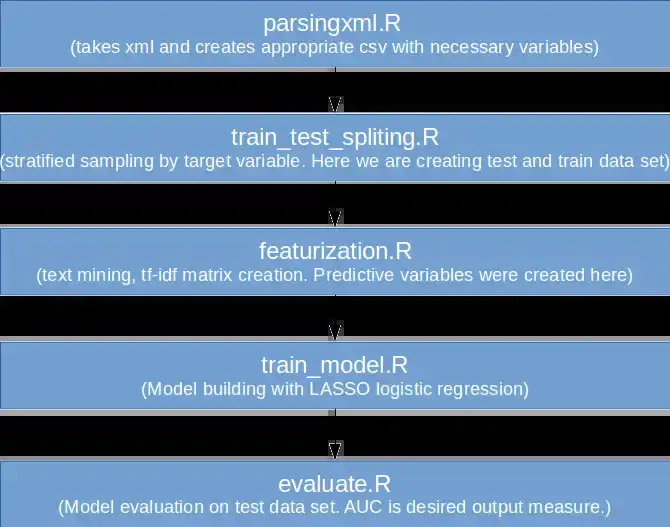 parsingxml.R
(takes xml and creates appropriate csv with necessary variables)
train_test_spliting.R
(stratified sampling by target variable. Here we are creating test and train data set)
featurization.R
(text mining, tf-idf matrix creation. Predictive variables were created here)
train_model.R
(Model building with LASSO logistic regression)
evaluate.R
(Model evaluation on test data set. AUC is desired output measure.)